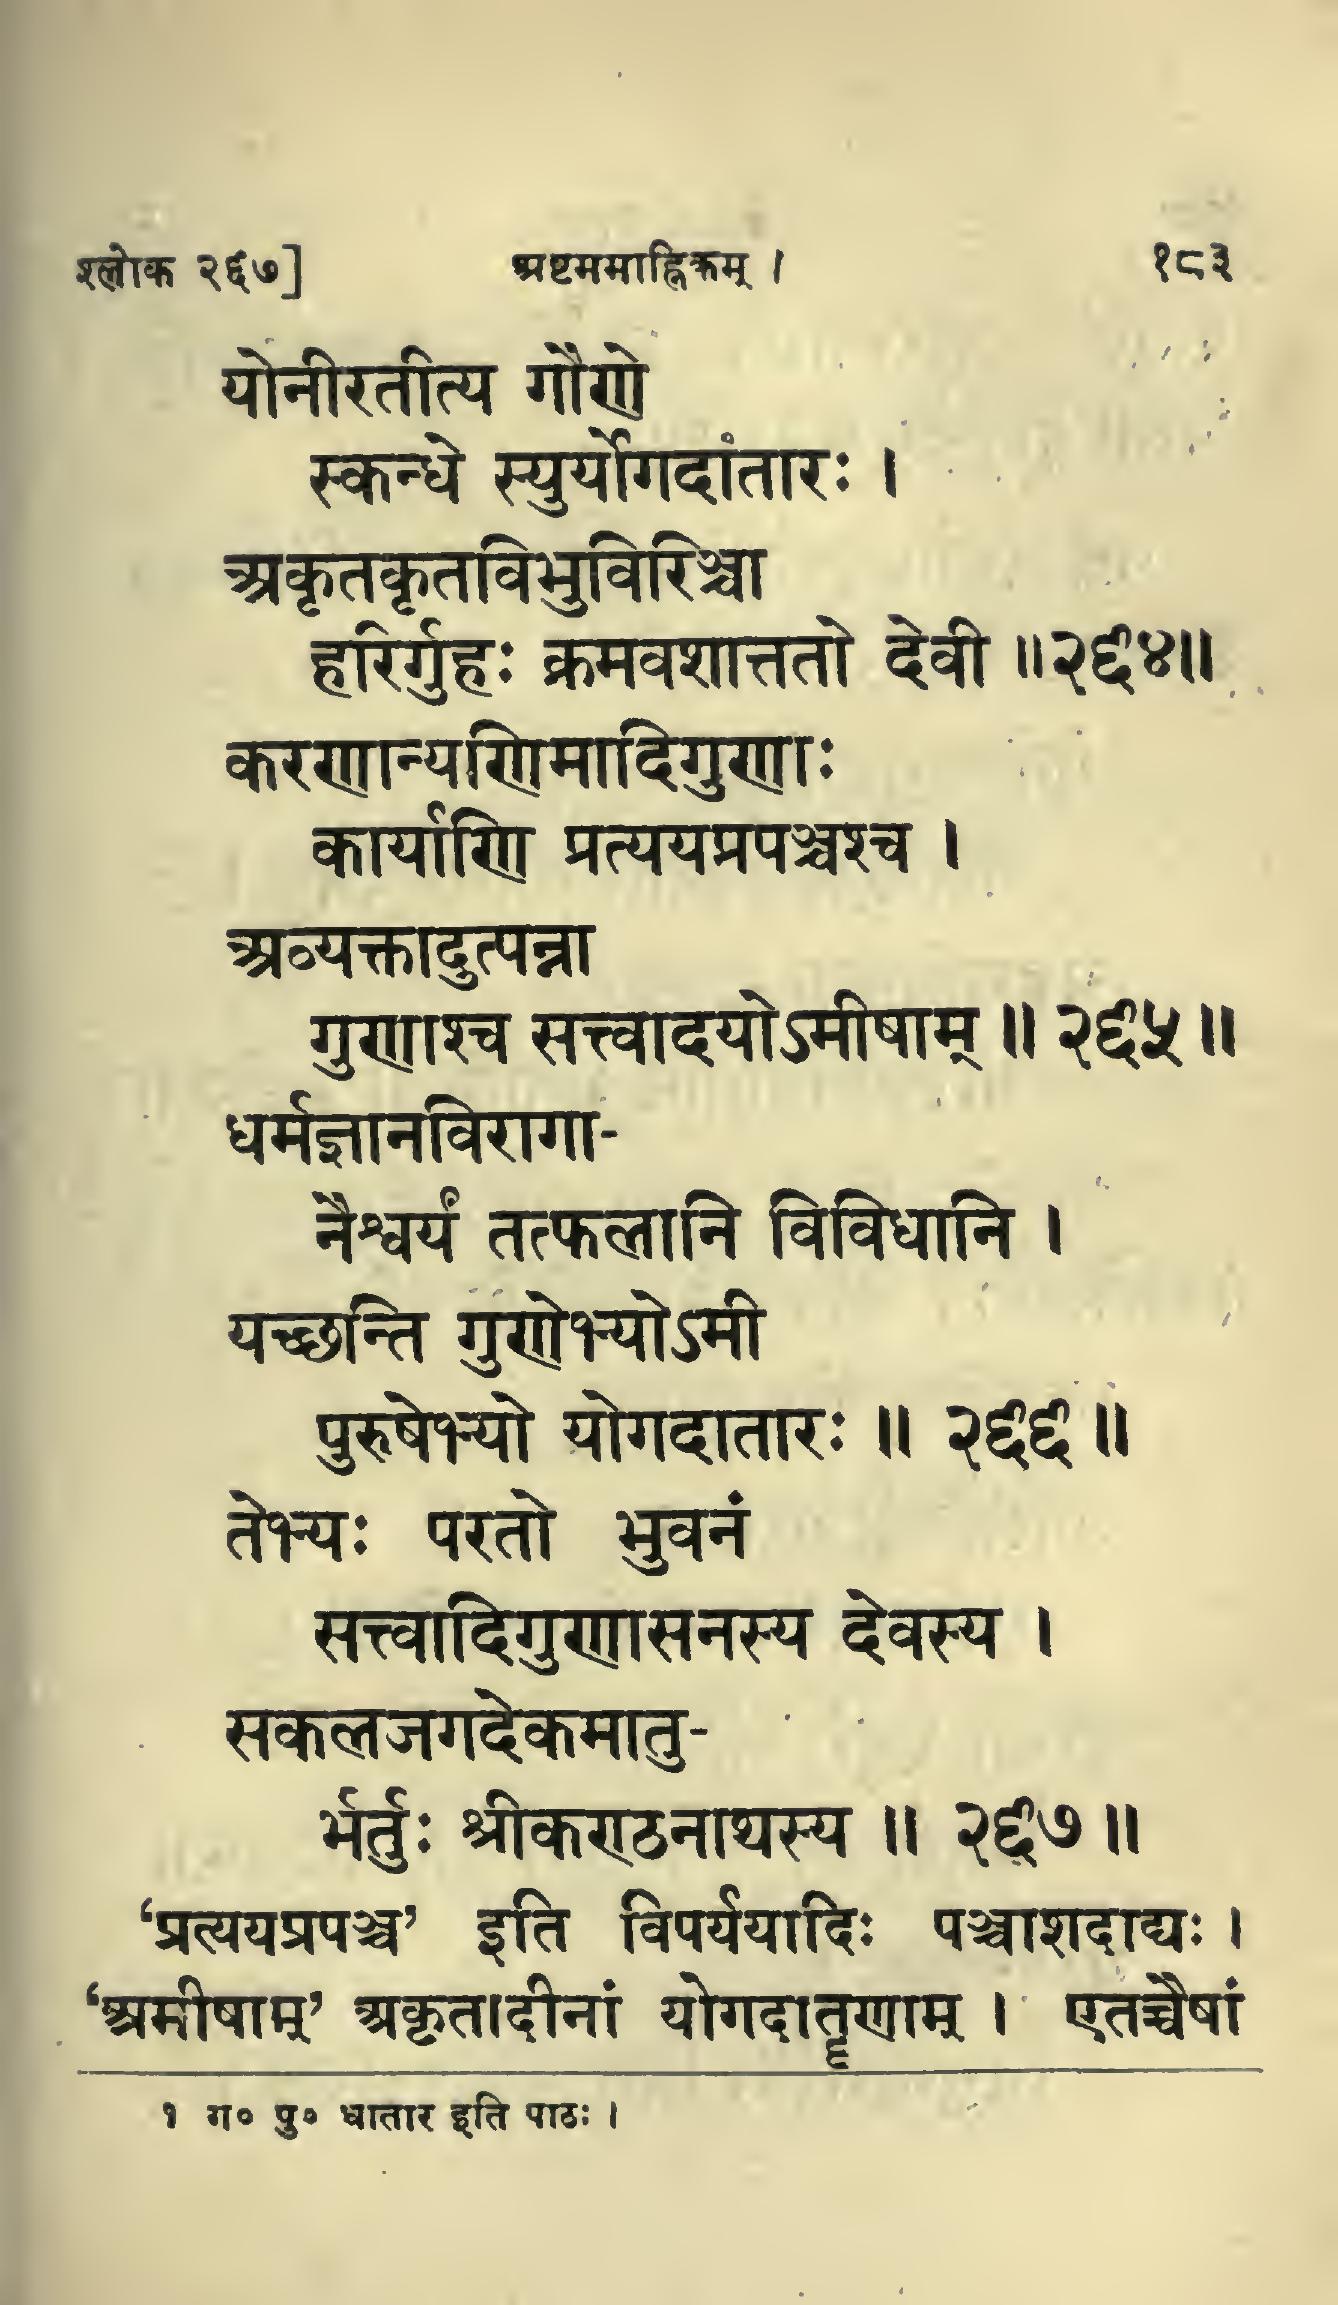 श्लोक २६७]
अष्टममाह्निकम् ।
१८३
योनीरतीत्य गौणे
स्कन्धे स्युर्योगदांतारः ।
अकृतकृतविभुविरिञ्चा
हरिर्गुहः क्रमवशात्ततो देवी ॥२६४॥
करणान्यणिमादिगुणाः
कार्याणि प्रत्ययप्रपञ्चश्च ।
अव्यक्तादुत्पन्ना
गुणाश्च सत्त्वादयोऽमीषाम् ॥ २६५ ॥
धर्मज्ञानविरागा-
नैश्वर्यं तत्फलानि विविधानि ।
यच्छन्ति गुणेभ्योऽमी
पुरुषेभ्यो योगदातारः ॥ २६६ ॥
तेभ्यः परतो भुवनं
सत्त्वादिगुणासनस्य देवस्य ।
सकलजगदेकमातु-
र्भर्तुः श्रीकण्ठनाथस्य ॥ २६७ ॥
‘प्रत्ययप्रपञ्च’ इति विपर्ययादिः पञ्चाशदाद्यः ।
‘अमीषाम्’ अकृतादीनां योगदातॄणाम् । एतच्चैषां
१ ग॰ पु॰ धातार इति पाठः ।